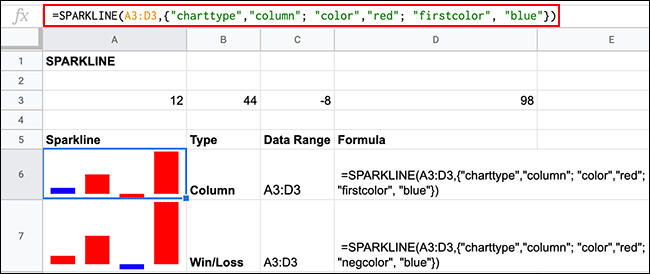 fx =SPARKLINE(A3:D3,{"charttype","column"; "color","red"; "firstcolor", "blue"})
A B C D E
1 SPARKLINE
2
3 12 44 -8 98
4
5 Sparkline Type Data Range Formula
6 Column A3:D3 =SPARKLINE(A3:D3,{"charttype","column"; "color","red";
"firstcolor", "blue"})
7 Win/Loss A3:D3 =SPARKLINE(A3:D3,{"charttype","column"; "color","red";
"negcolor", "blue"})